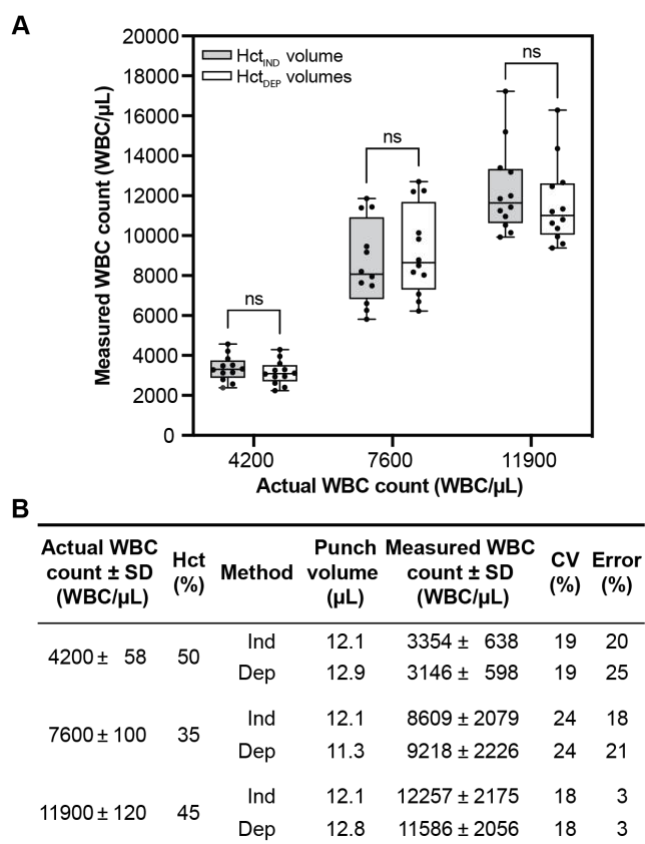 A
20000
18000
16000
14000
12000
10000
8000
6000
4000
2000
0
Measured WBC count (WBC/µL)
HctIND volume
HctDEP volumes
ns
ns
ns
4200 7600 11900
Actual WBC count (WBC/µL)
B
Actual WBC count ± SD (WBC/µL) Hct (%) Method Punch volume (µL) Measured WBC count ± SD (WBC/µL) CV (%) Error (%)
4200 ± 58 50 Ind 12.1 3354 ± 638 19 20
Dep 12.9 3146 ± 598 19 25
7600 ± 100 35 Ind 12.1 8609 ± 2079 24 18
Dep 11.3 9218 ± 2226 24 21
11900 ± 120 45 Ind 12.1 12257 ± 2175 18 3
Dep 12.8 11586 ± 2056 18 3